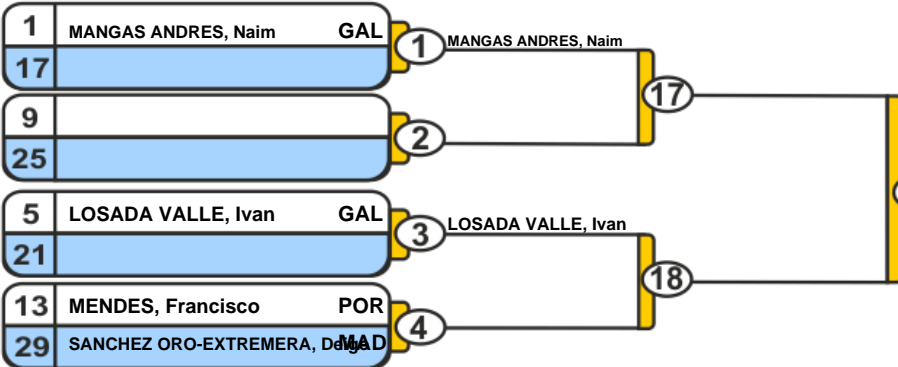 1 MANGAS ANDRES, Naim GAL
17
1 MANGAS ANDRES, Naim
17
9
25
2
5 LOSADA VALLE, Ivan GAL
21
3 LOSADA VALLE, Ivan
18
13 MENDES, Francisco POR
29 SANCHEZ ORO-EXTREMERA, MAD
4